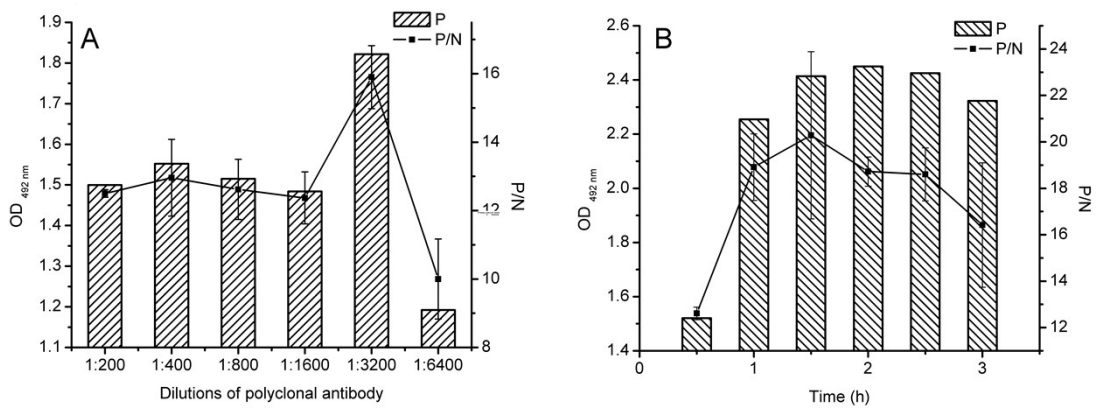 A
P
P/N
1.9
1.8
1.7
1.6
1.5
1.4
1.3
1.2
1.1
OD 492 nm
16
14
12
10
8
P/N
1:200 1:400 1:800 1:1600 1:3200 1:6400
Dilutions of polyclonal antibody
B
P
P/N
2.6
2.4
2.2
2.0
1.8
1.6
1.4
OD 492 nm
26
24
22
20
18
16
14
12
P/N
0 1 2 3
Time (h)